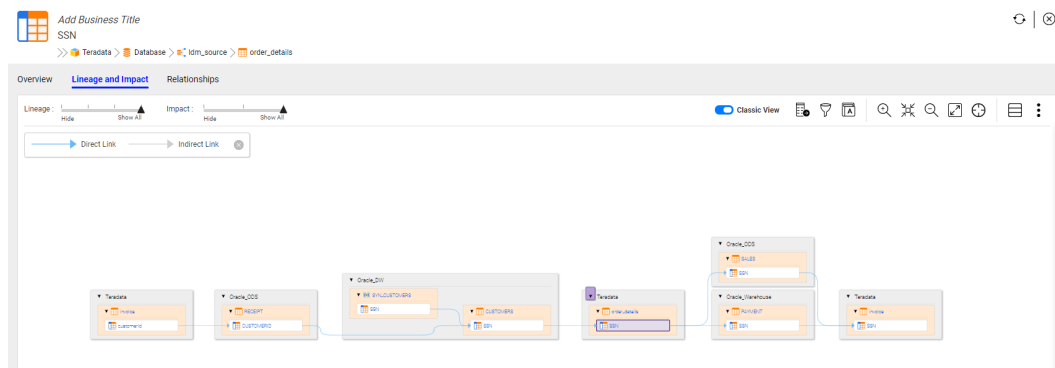 Add Business Title
SSN
Teradata > Database > ldm_source > order_details
Overview Lineage and Impact Relationships
Lineage : Hide Show All Impact : Hide Show All Classic View
Direct Link Indirect Link
Oracle_ODS
SALES
SSN
Oracle_DW
SYN_CUSTOMERS
SSN
CUSTOMERS
SSN
Teradata
Invoice
customerId
Oracle_ODS
RECEIPT
CUSTOMERID
Teradata
order_details
SSN
Oracle_Warehouse
PAYMENT
SSN
Teradata
Invoice
SSN